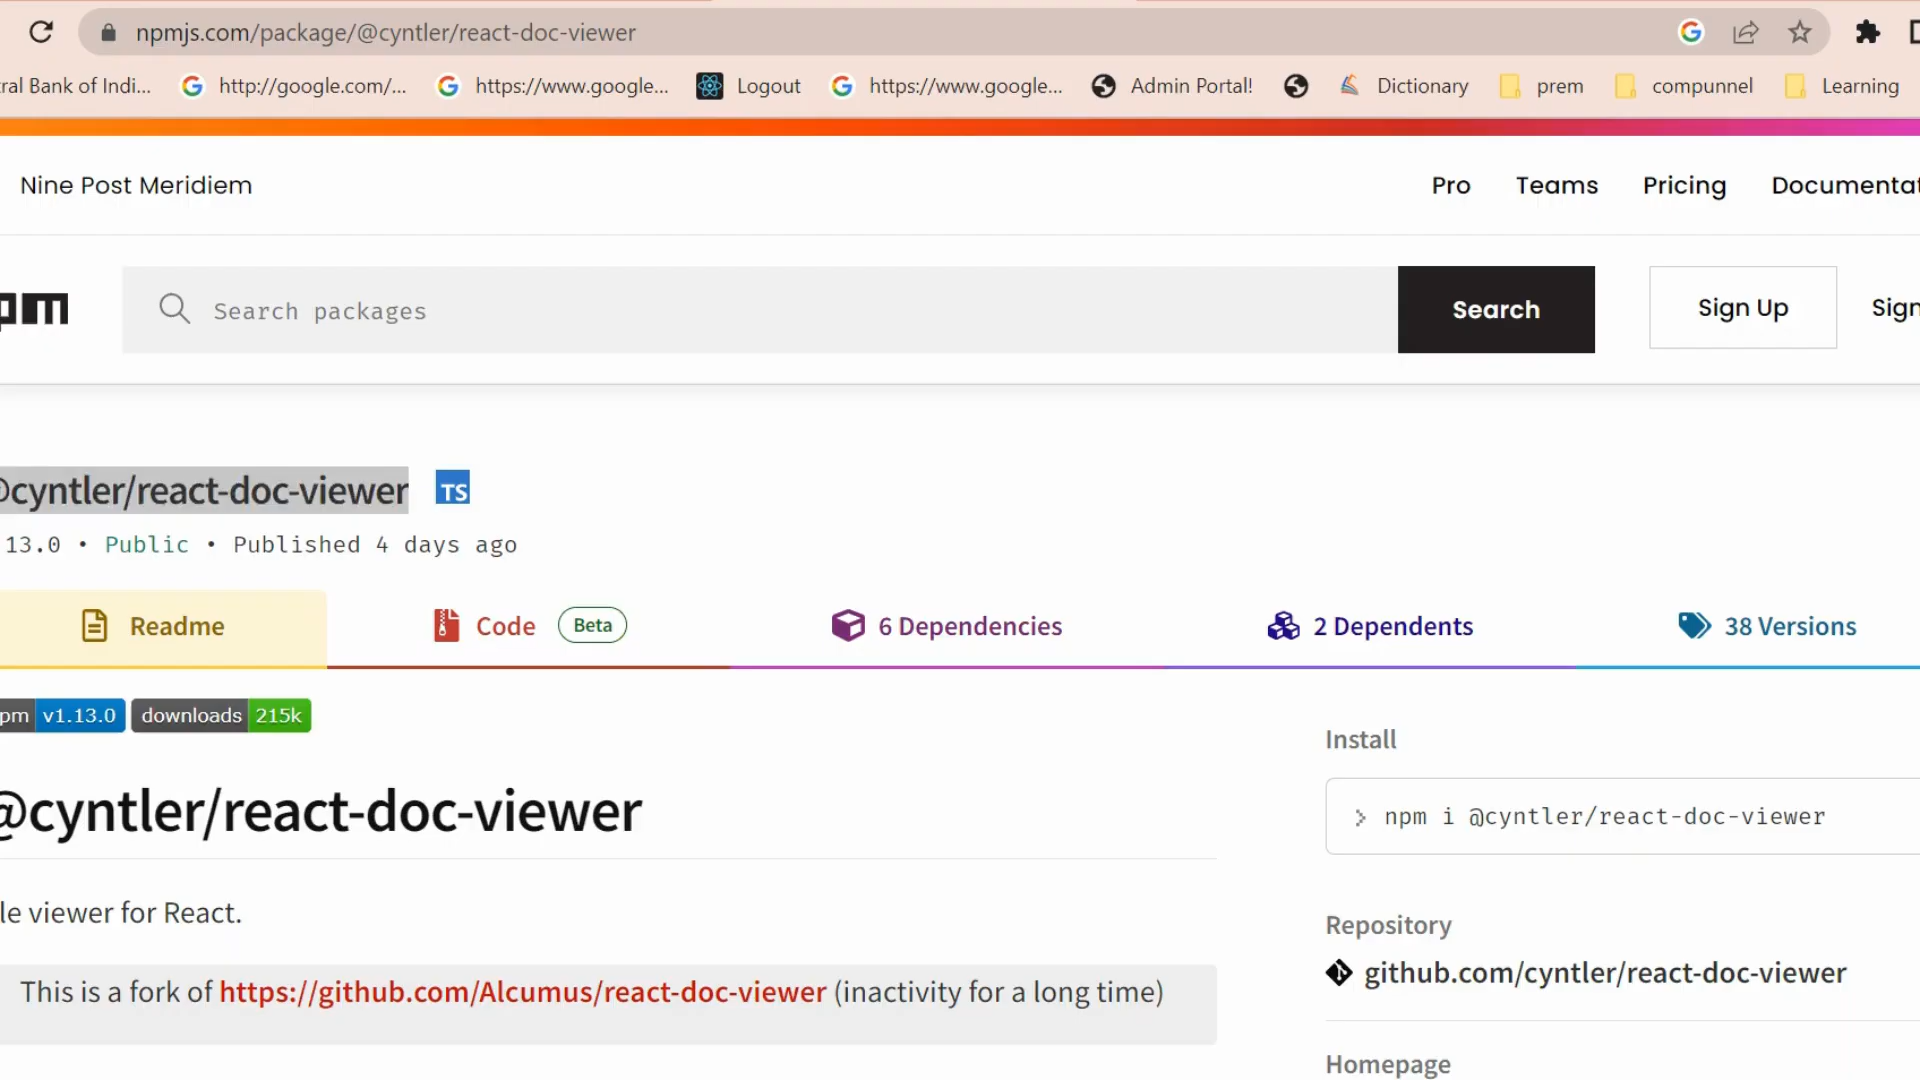 npmjs.com/package/@cyntler/react-doc-viewer
ral Bank of Indi... http://google.com/... https://www.google... Logout https://www.google... Admin Portal! Dictionary prem compunnel Learning
Nine Post Meridiem Pro Teams Pricing Documentat
pm Search packages Search Sign Up Sign
@cyntler/react-doc-viewer TS
13.0 • Public • Published 4 days ago
Readme Code Beta 6 Dependencies 2 Dependents 38 Versions
pm v1.13.0 downloads 215k
Install
@cyntler/react-doc-viewer
> npm i @cyntler/react-doc-viewer
le viewer for React.
Repository
github.com/cyntler/react-doc-viewer
This is a fork of https://github.com/Alcumus/react-doc-viewer (inactivity for a long time)
Homepage